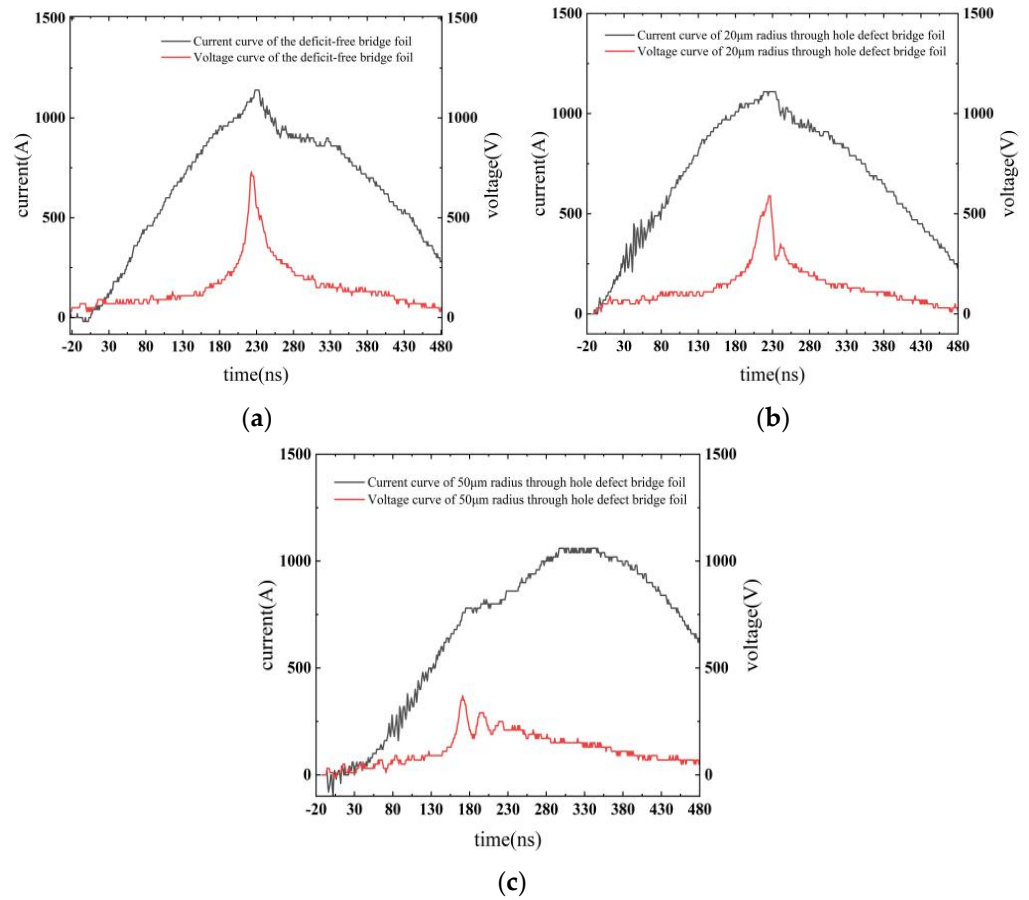 1500
1500
Current curve of the deficit-free bridge foil
Voltage curve of the deficit-free bridge foil
1000
1000
current(A)
voltage(V)
500
500
0
0
-20 30 80 130 180 230 280 330 380 430 480
time(ns)
(a)
1500
1500
Current curve of 20μm radius through hole defect bridge foil
Voltage curve of 20μm radius through hole defect bridge foil
1000
1000
current(A)
voltage(V)
500
500
0
0
-20 30 80 130 180 230 280 330 380 430 480
time(ns)
(b)
1500
1500
Current curve of 50μm radius through hole defect bridge foil
Voltage curve of 50μm radius through hole defect bridge foil
1000
1000
current(A)
voltage(V)
500
500
0
0
-20 30 80 130 180 230 280 330 380 430 480
time(ns)
(c)